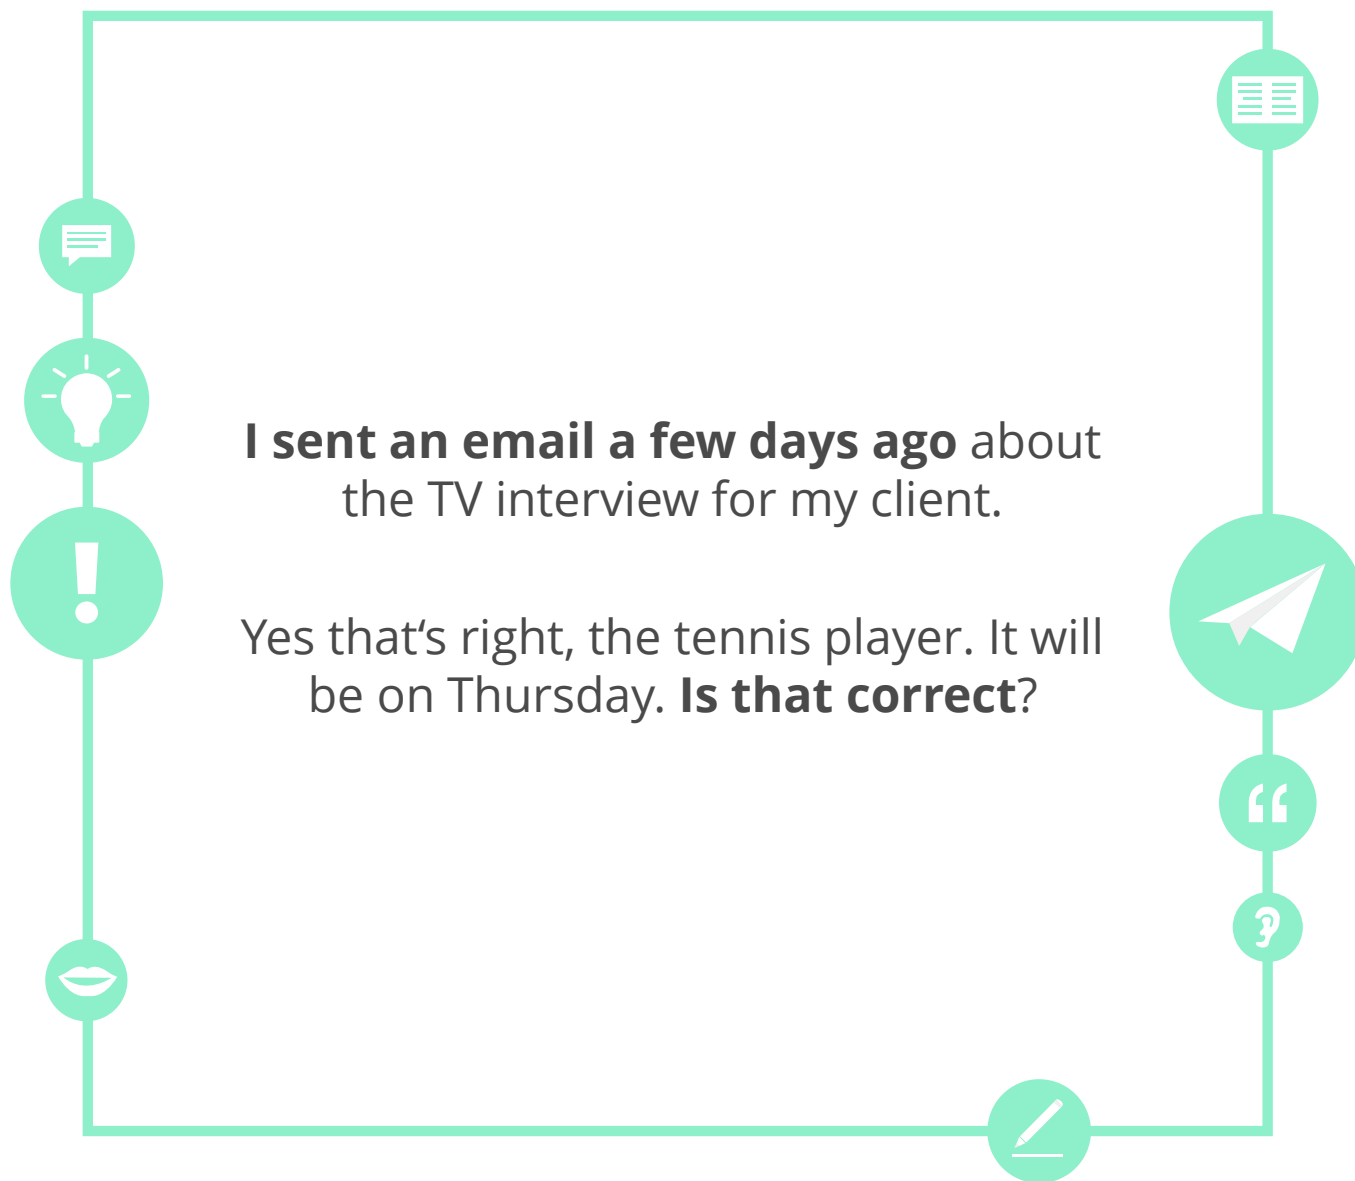 I sent an email a few days ago about
the TV interview for my client.
Yes that‘s right, the tennis player. It will
be on Thursday. Is that correct?